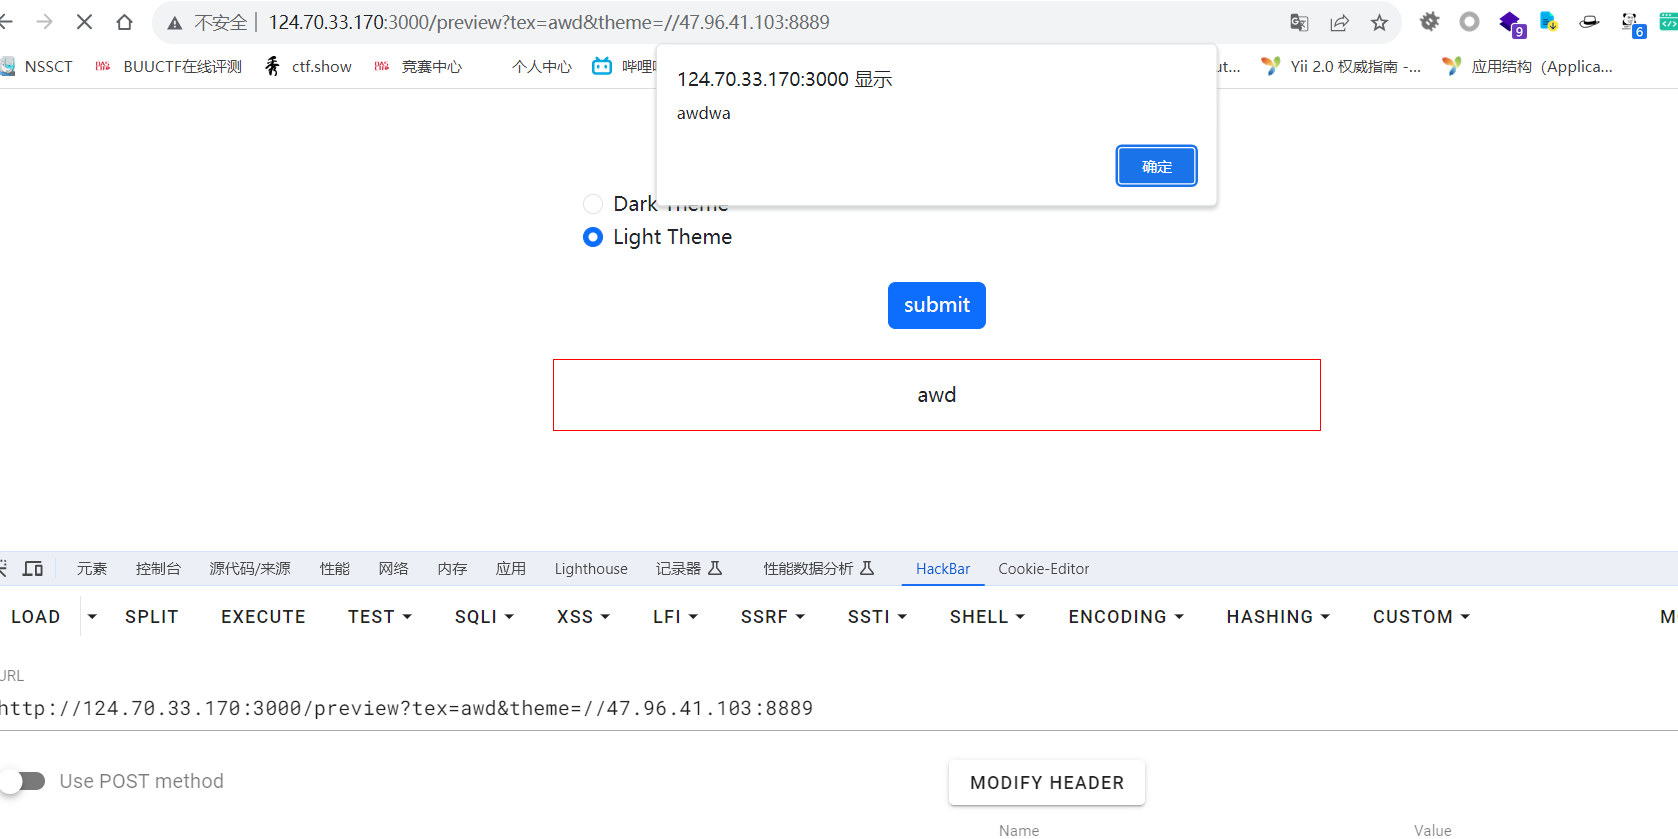 不安全 124.70.33.170:3000/preview?tex=awd&theme=//47.96.41.103:8889
9 6
NSSCT BUUCTF在线评测 ctf.show 竞赛中心 个人中心 ut... Yii 2.0 权威指南 -... 应用结构（Applica...
124.70.33.170:3000 显示
awdwa
确定
Dark Theme
Light Theme
submit
awd
元素 控制台 源代码/来源 性能 网络 内存 应用 Lighthouse 记录器 性能数据分析 HackBar Cookie-Editor
LOAD SPLIT EXECUTE TEST SQLI XSS LFI SSRF SSTI SHELL ENCODING HASHING CUSTOM
URL
http://124.70.33.170:3000/preview?tex=awd&theme=//47.96.41.103:8889
Use POST method
MODIFY HEADER
Name Value